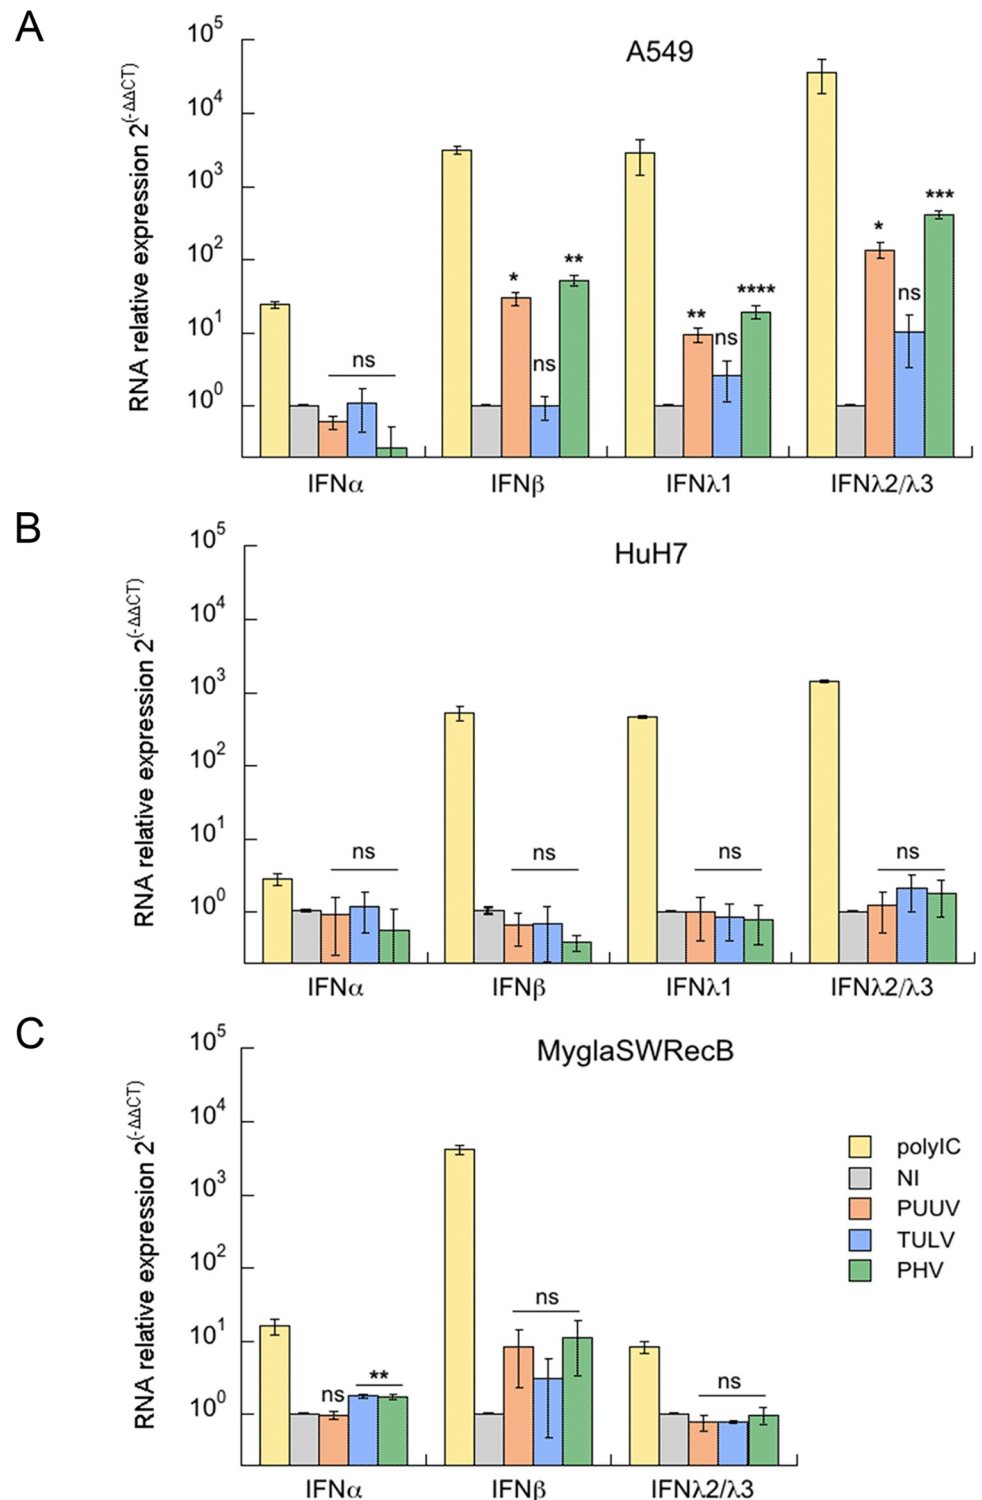 A
A549
RNA relative expression 2(-ΔΔCT)
10^5
10^4
10^3
10^2
10^1
10^0
ns
*
ns
**
**
ns
****
*
ns
***
IFNα
IFNβ
IFNλ1
IFNλ2/λ3
B
HuH7
RNA relative expression 2(-ΔΔCT)
10^5
10^4
10^3
10^2
10^1
10^0
ns
ns
ns
ns
IFNα
IFNβ
IFNλ1
IFNλ2/λ3
C
MyglaSWRecB
RNA relative expression 2(-ΔΔCT)
10^5
10^4
10^3
10^2
10^1
10^0
ns
**
ns
ns
polyIC
NI
PUUV
TULV
PHV
IFNα
IFNβ
IFNλ2/λ3